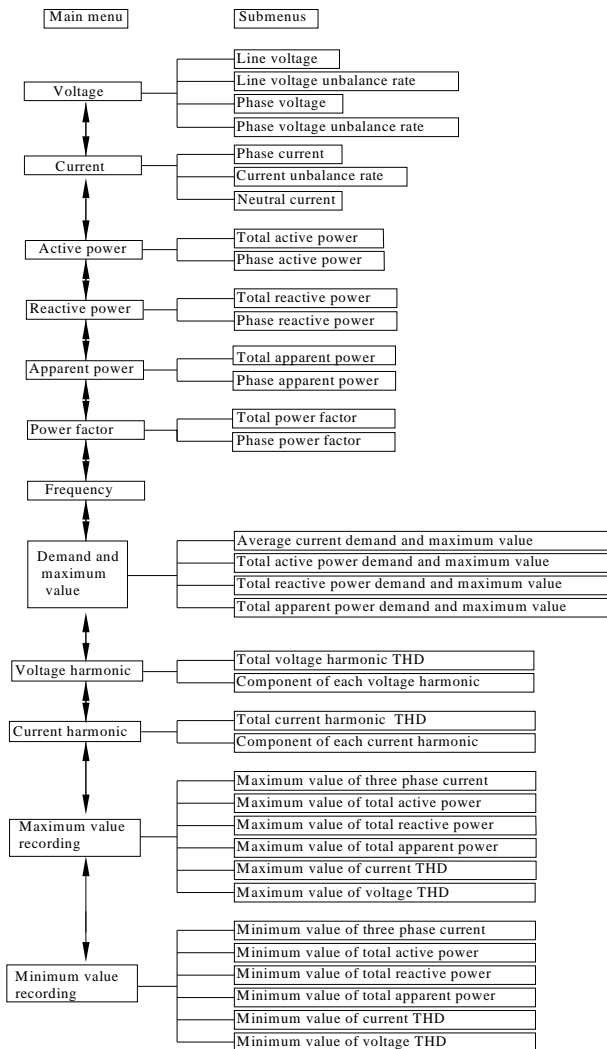 Main menu
Submenus
Voltage
Line voltage
Line voltage unbalance rate
Phase voltage
Phase voltage unbalance rate
Current
Phase current
Current unbalance rate
Neutral current
Active power
Total active power
Phase active power
Reactive power
Total reactive power
Phase reactive power
Apparent power
Total apparent power
Phase apparent power
Power factor
Total power factor
Phase power factor
Frequency
Demand and
maximum
value
Average current demand and maximum value
Total active power demand and maximum value
Total reactive power demand and maximum value
Total apparent power demand and maximum value
Voltage harmonic
Total voltage harmonic THD
Component of each voltage harmonic
Current harmonic
Total current harmonic THD
Component of each current harmonic
Maximum value
recording
Maximum value of three phase current
Maximum value of total active power
Maximum value of total reactive power
Maximum value of total apparent power
Maximum value of current THD
Maximum value of voltage THD
Minimum value
recording
Minimum value of three phase current
Minimum value of total active power
Minimum value of total reactive power
Minimum value of total apparent power
Minimum value of current THD
Minimum value of voltage THD